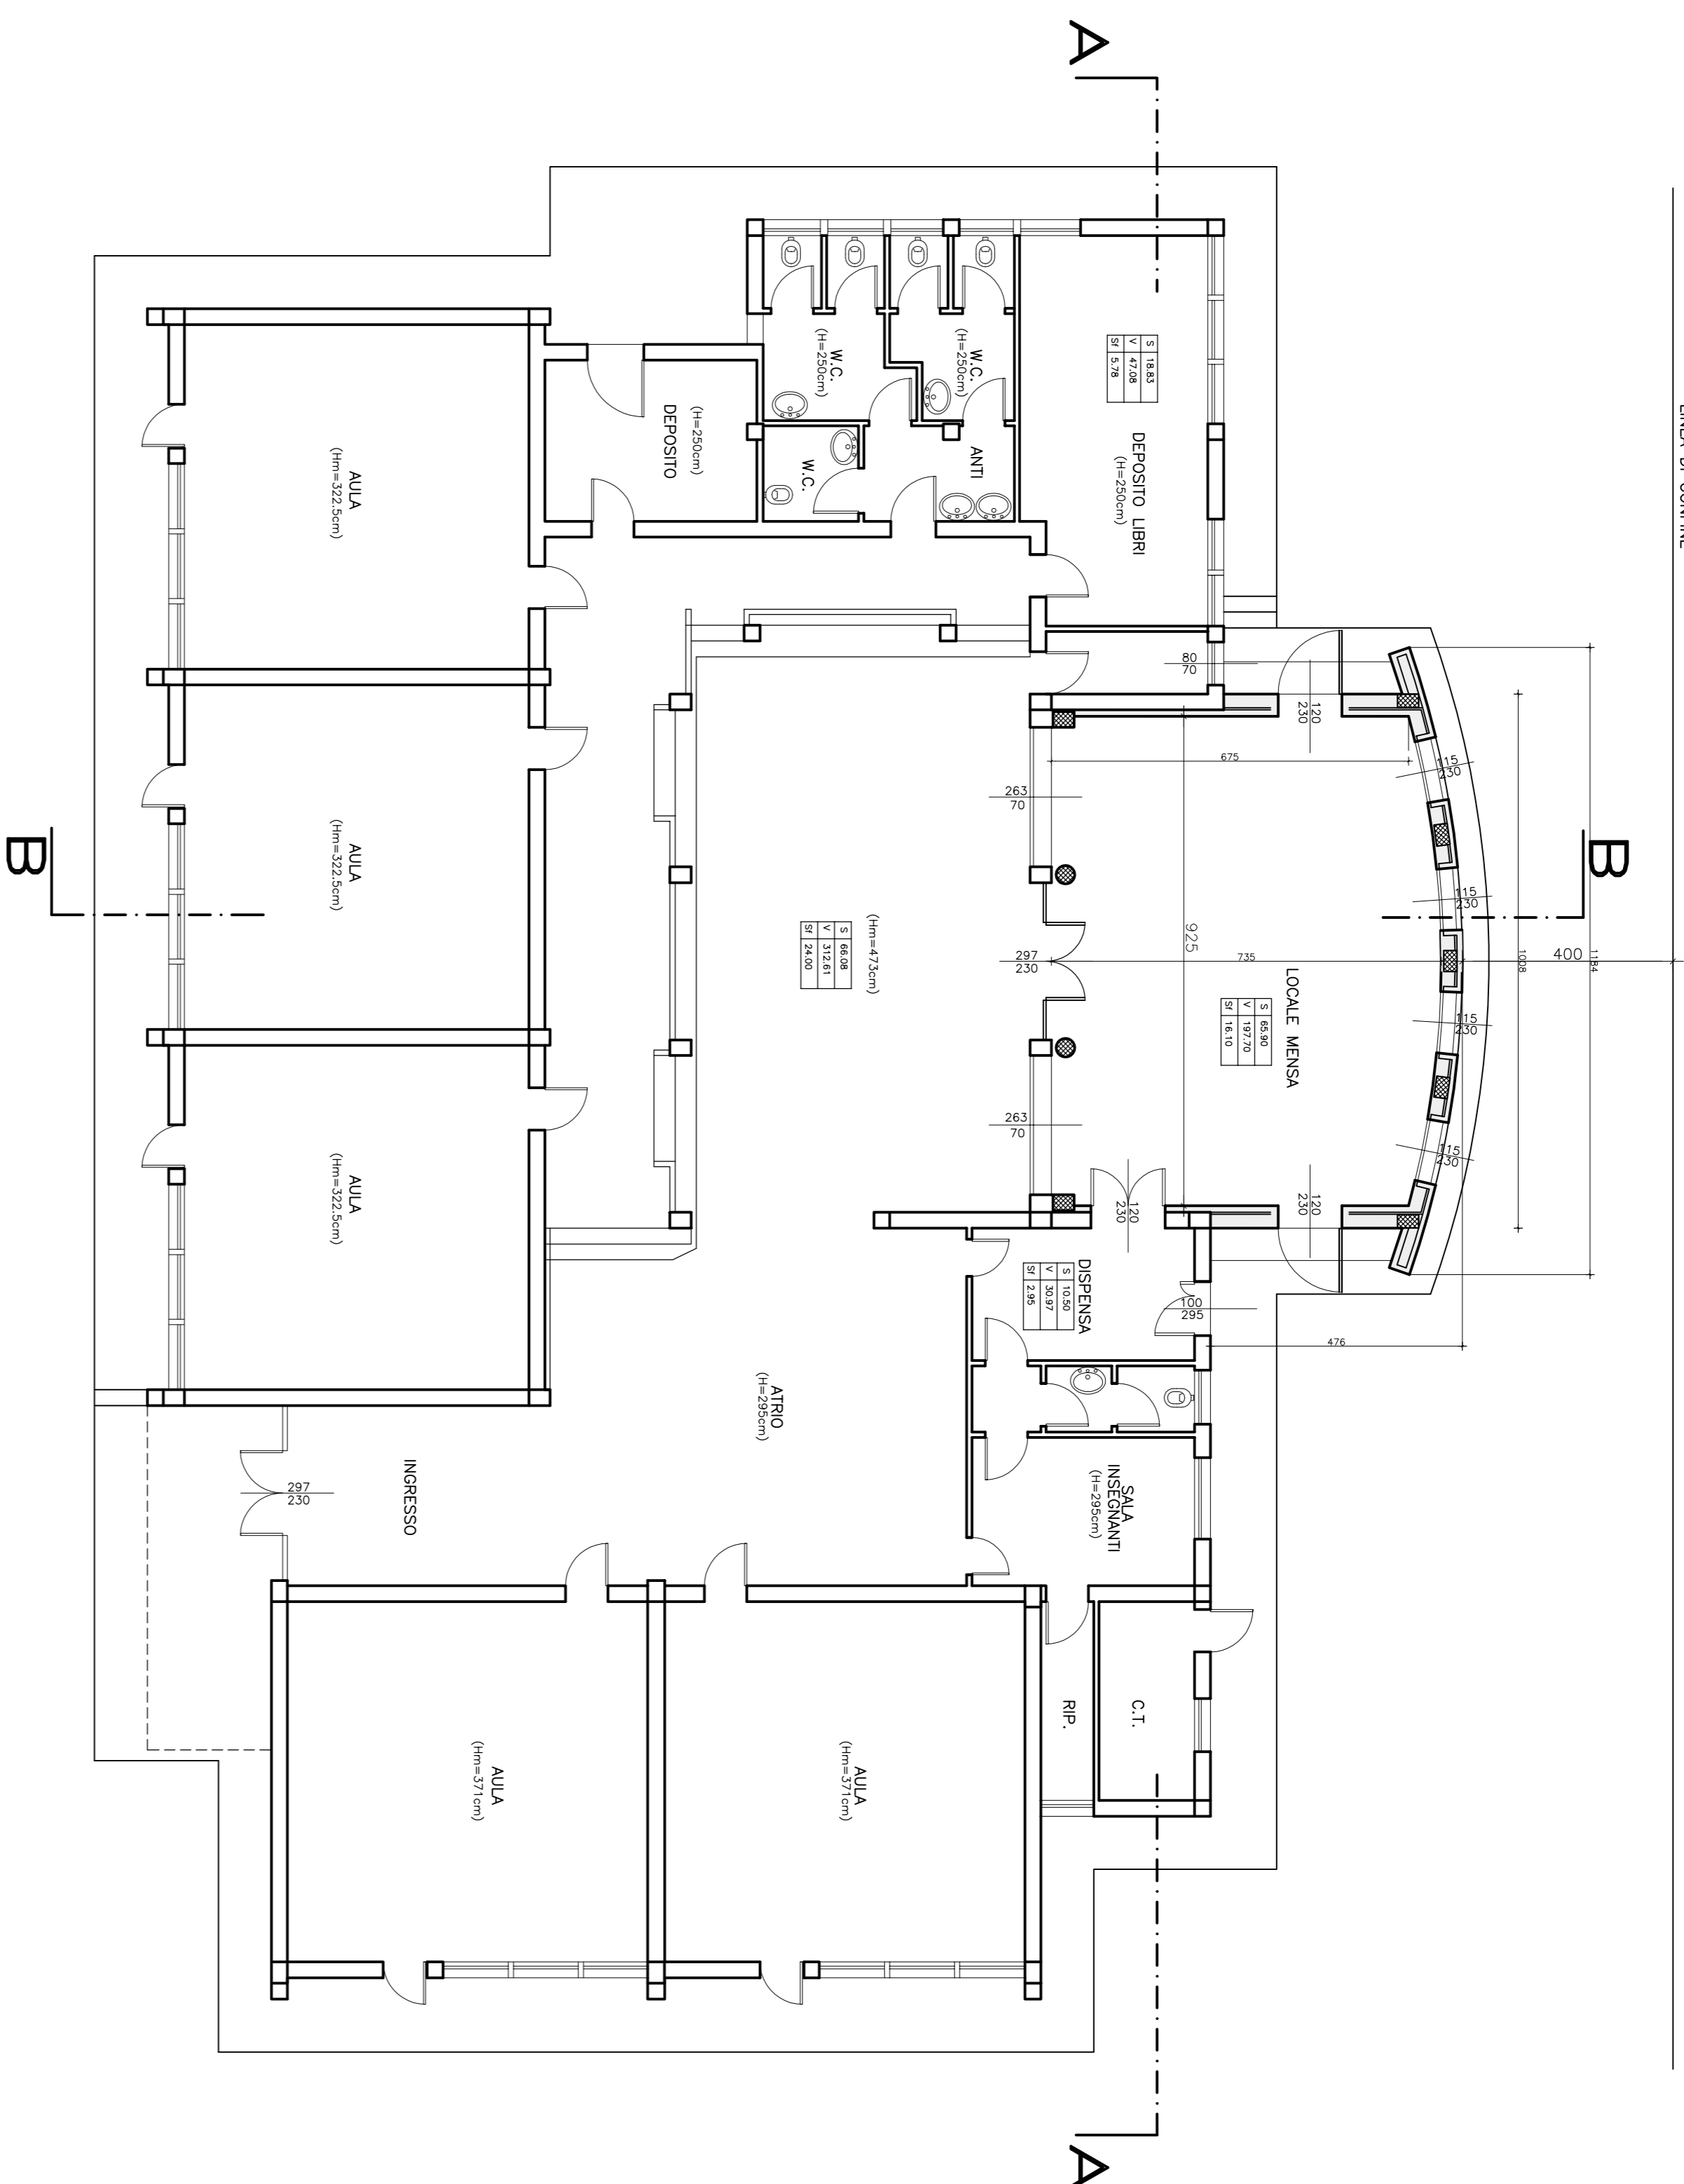 LINEA DI CONFINE
B
1184
400
1008
115
230
115
230
115
230
115
230
120
230
120
230
476
675
735
LOCALE MENSA
S 65.90
V 197.70
Sf 16.10
925
80
70
100
295
120
230
A
DEPOSITO LIBRI
(H=250cm)
S 18.83
V 47.08
Sf 5.78
DISPENSA
S 10.50
V 30.97
Sf 2.95
SALA
INSEGNANTI
(H=295cm)
C.T.
RIP.
A
263
70
297
230
263
70
W.C.
(H=250cm)
ANTI
W.C.
(H=250cm)
W.C.
(Hm=473cm)
S 66.08
V 312.61
Sf 24.00
ATRIO
(H=295cm)
AULA
(Hm=371cm)
(H=250cm)
DEPOSITO
INGRESSO
AULA
(Hm=371cm)
297
230
AULA
(Hm=322.5cm)
AULA
(Hm=322.5cm)
AULA
(Hm=322.5cm)
B